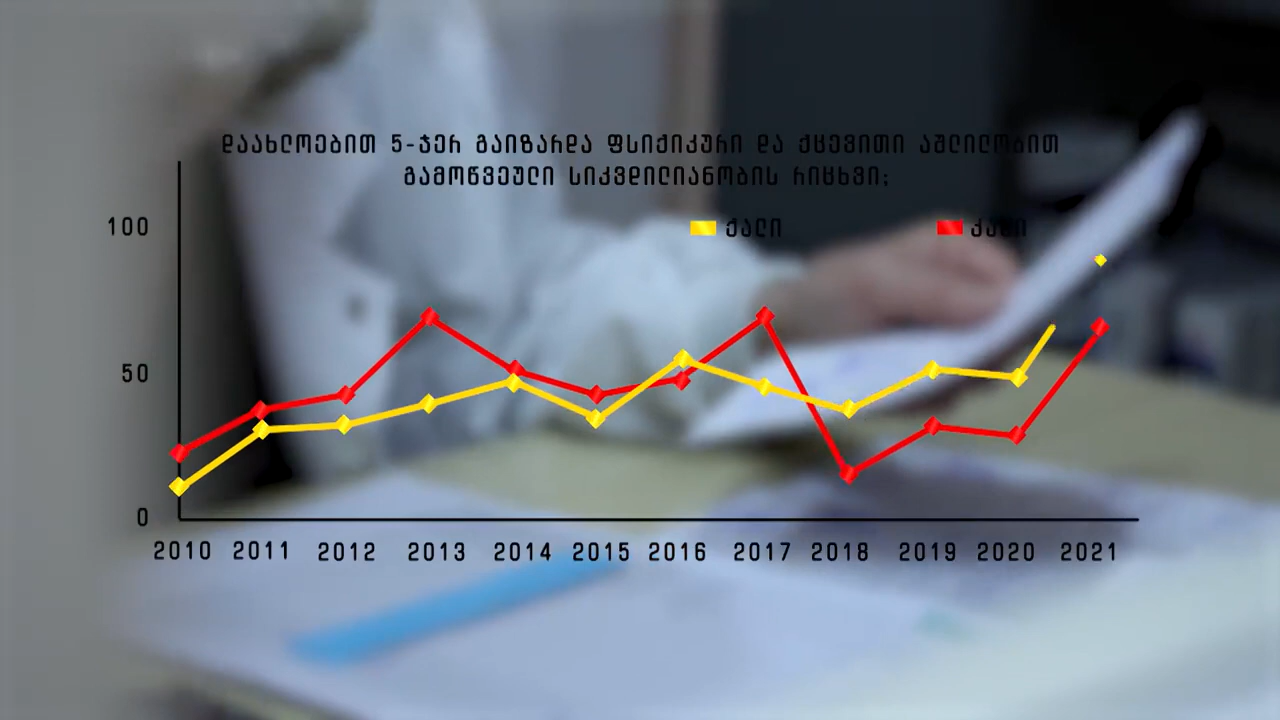 დაახლოებით 5-ჯერ გაიზარდა ფსიქიკური და ქცევითი აშლილობით
გამოწვეული სიკვდილიანობის რიცხვი;
ქალი კაცი
100
50
0
2010 2011 2012 2013 2014 2015 2016 2017 2018 2019 2020 2021